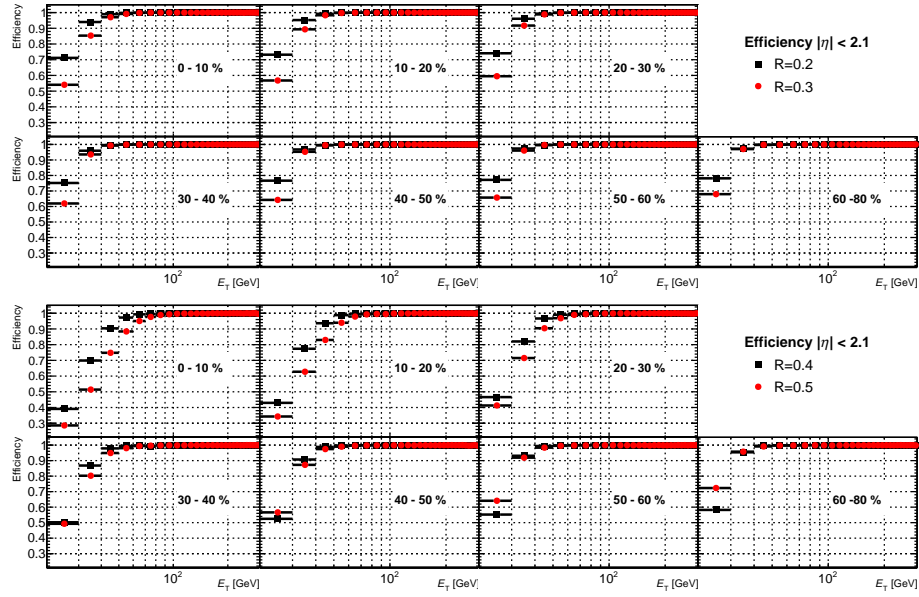 Efficiency
1
0.9
0.8
0.7
0.6
0.5
0.4
0.3
0 - 10 %
10 - 20 %
20 - 30 %
Efficiency |η| < 2.1
R=0.2
R=0.3
Efficiency
1
0.9
0.8
0.7
0.6
0.5
0.4
0.3
30 - 40 %
40 - 50 %
50 - 60 %
60 -80 %
10² E_T [GeV]
10² E_T [GeV]
10² E_T [GeV]
10² E_T [GeV]
Efficiency
1
0.9
0.8
0.7
0.6
0.5
0.4
0.3
0 - 10 %
10 - 20 %
20 - 30 %
Efficiency |η| < 2.1
R=0.4
R=0.5
Efficiency
1
0.9
0.8
0.7
0.6
0.5
0.4
0.3
30 - 40 %
40 - 50 %
50 - 60 %
60 -80 %
10² E_T [GeV]
10² E_T [GeV]
10² E_T [GeV]
10² E_T [GeV]